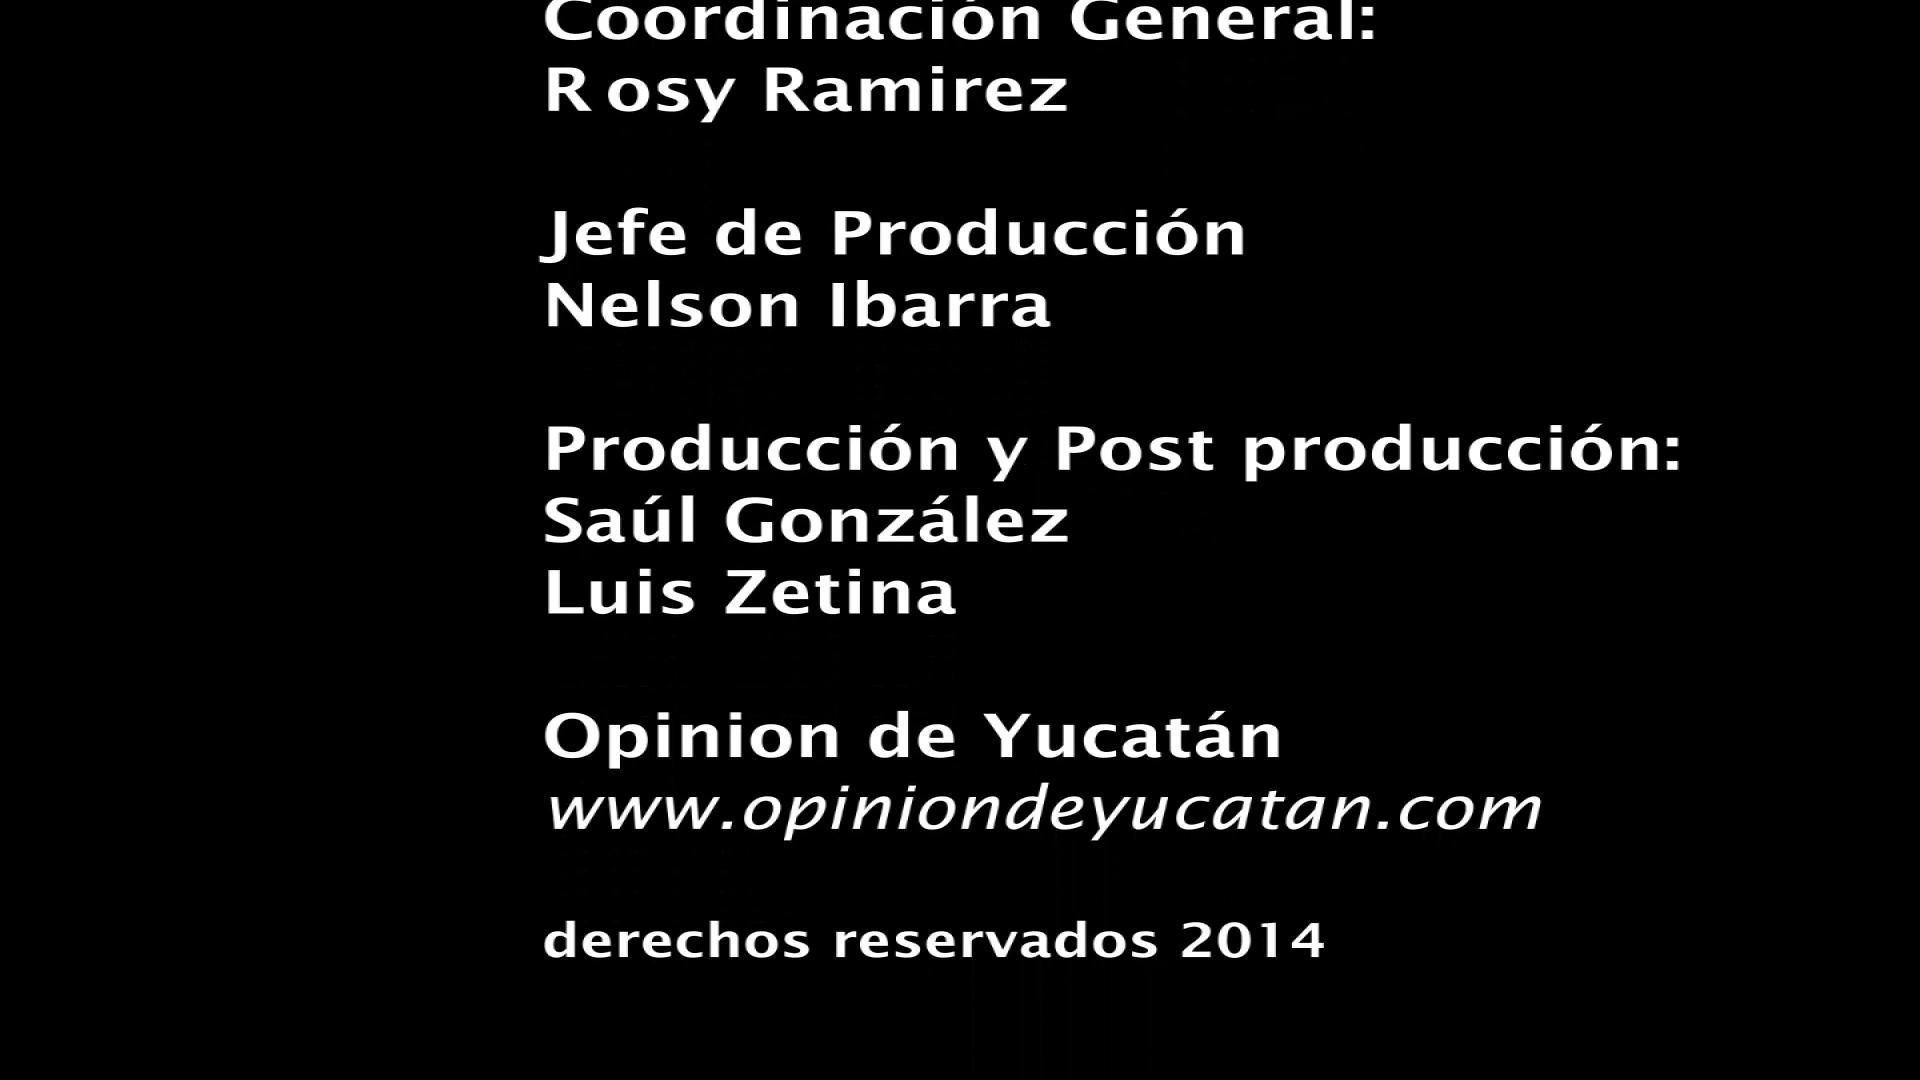 Coordinación General:
Rosy Ramirez
Jefe de Producción
Nelson Ibarra
Producción y Post producción:
Saúl González
Luis Zetina
Opinion de Yucatán
www.opiniondeyucatan.com
derechos reservados 2014